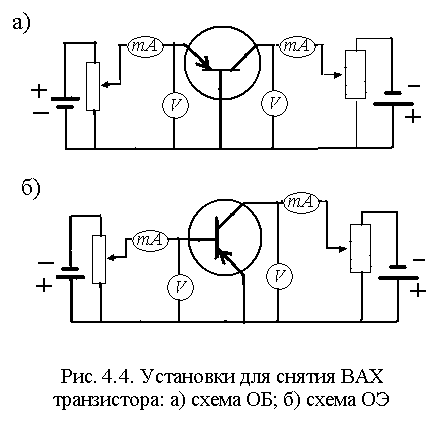 а)
mA mA
+ - V V - +
б)
mA mA
- + V V - +
Рис. 4.4. Установки для снятия ВАХ
транзистора: а) схема ОБ; б) схема ОЭ